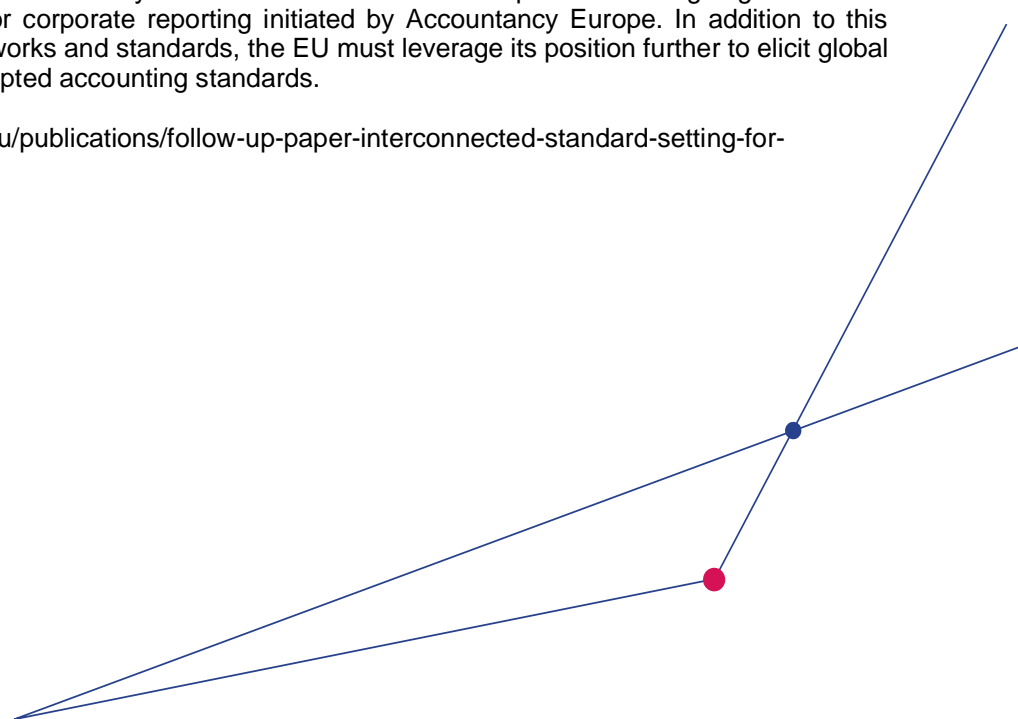 or corporate reporting initiated by Accountancy Europe. In addition to this
works and standards, the EU must leverage its position further to elicit global
pted accounting standards.
u/publications/follow-up-paper-interconnected-standard-setting-for-